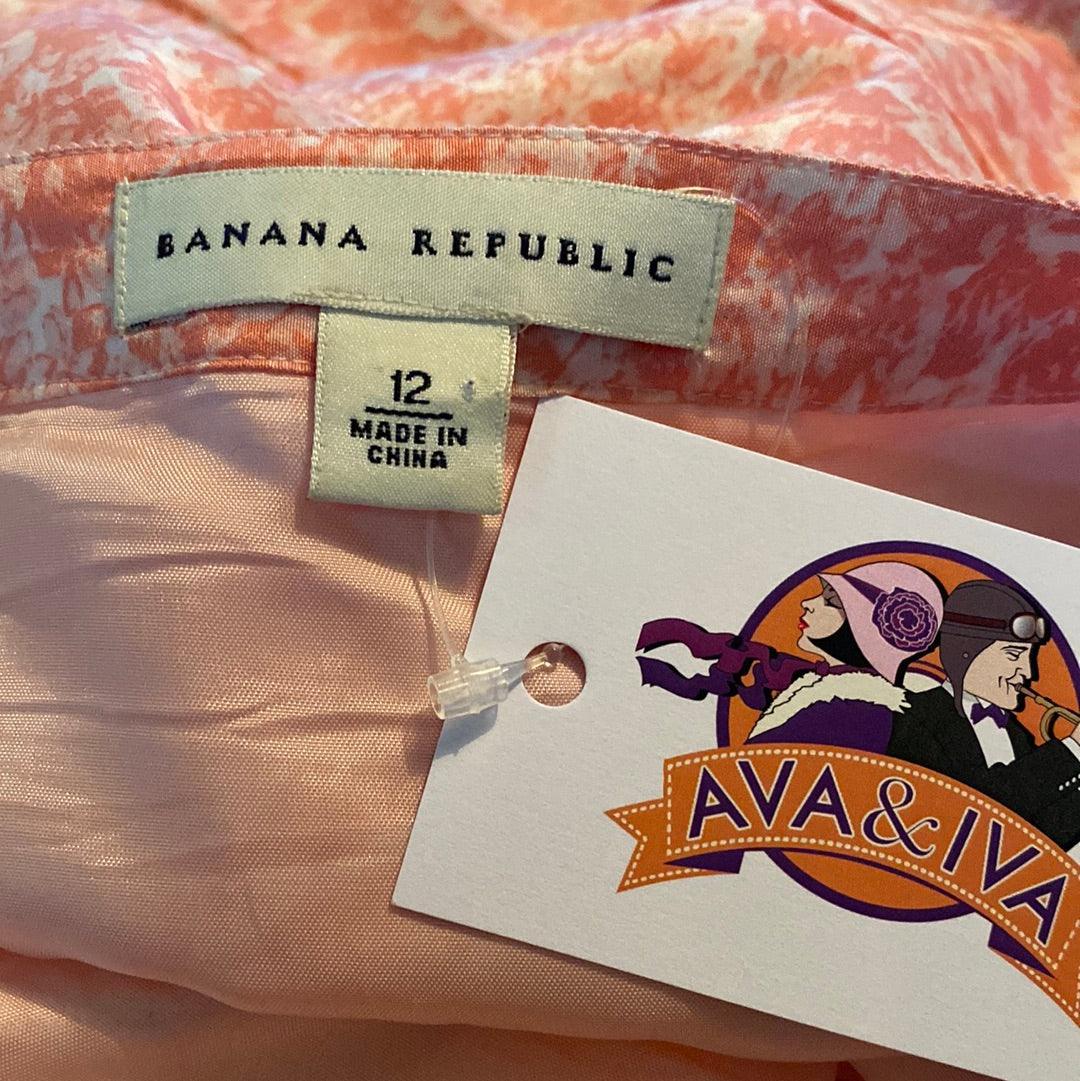 BANANA REPUBLIC
12
MADE IN
CHINA
AVA & IVA